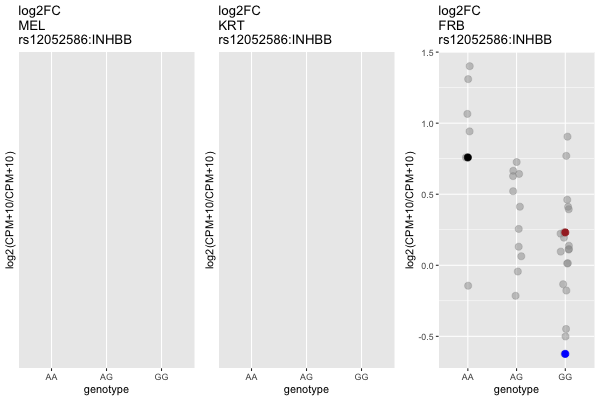 log2FC
MEL
rs12052586:INHBB
log2(CPM+10/CPM+10)
AA AG GG
genotype
log2FC
KRT
rs12052586:INHBB
log2(CPM+10/CPM+10)
AA AG GG
genotype
log2FC
FRB
rs12052586:INHBB
log2(CPM+10/CPM+10)
1.5
1.0
0.5
0.0
-0.5
AA AG GG
genotype